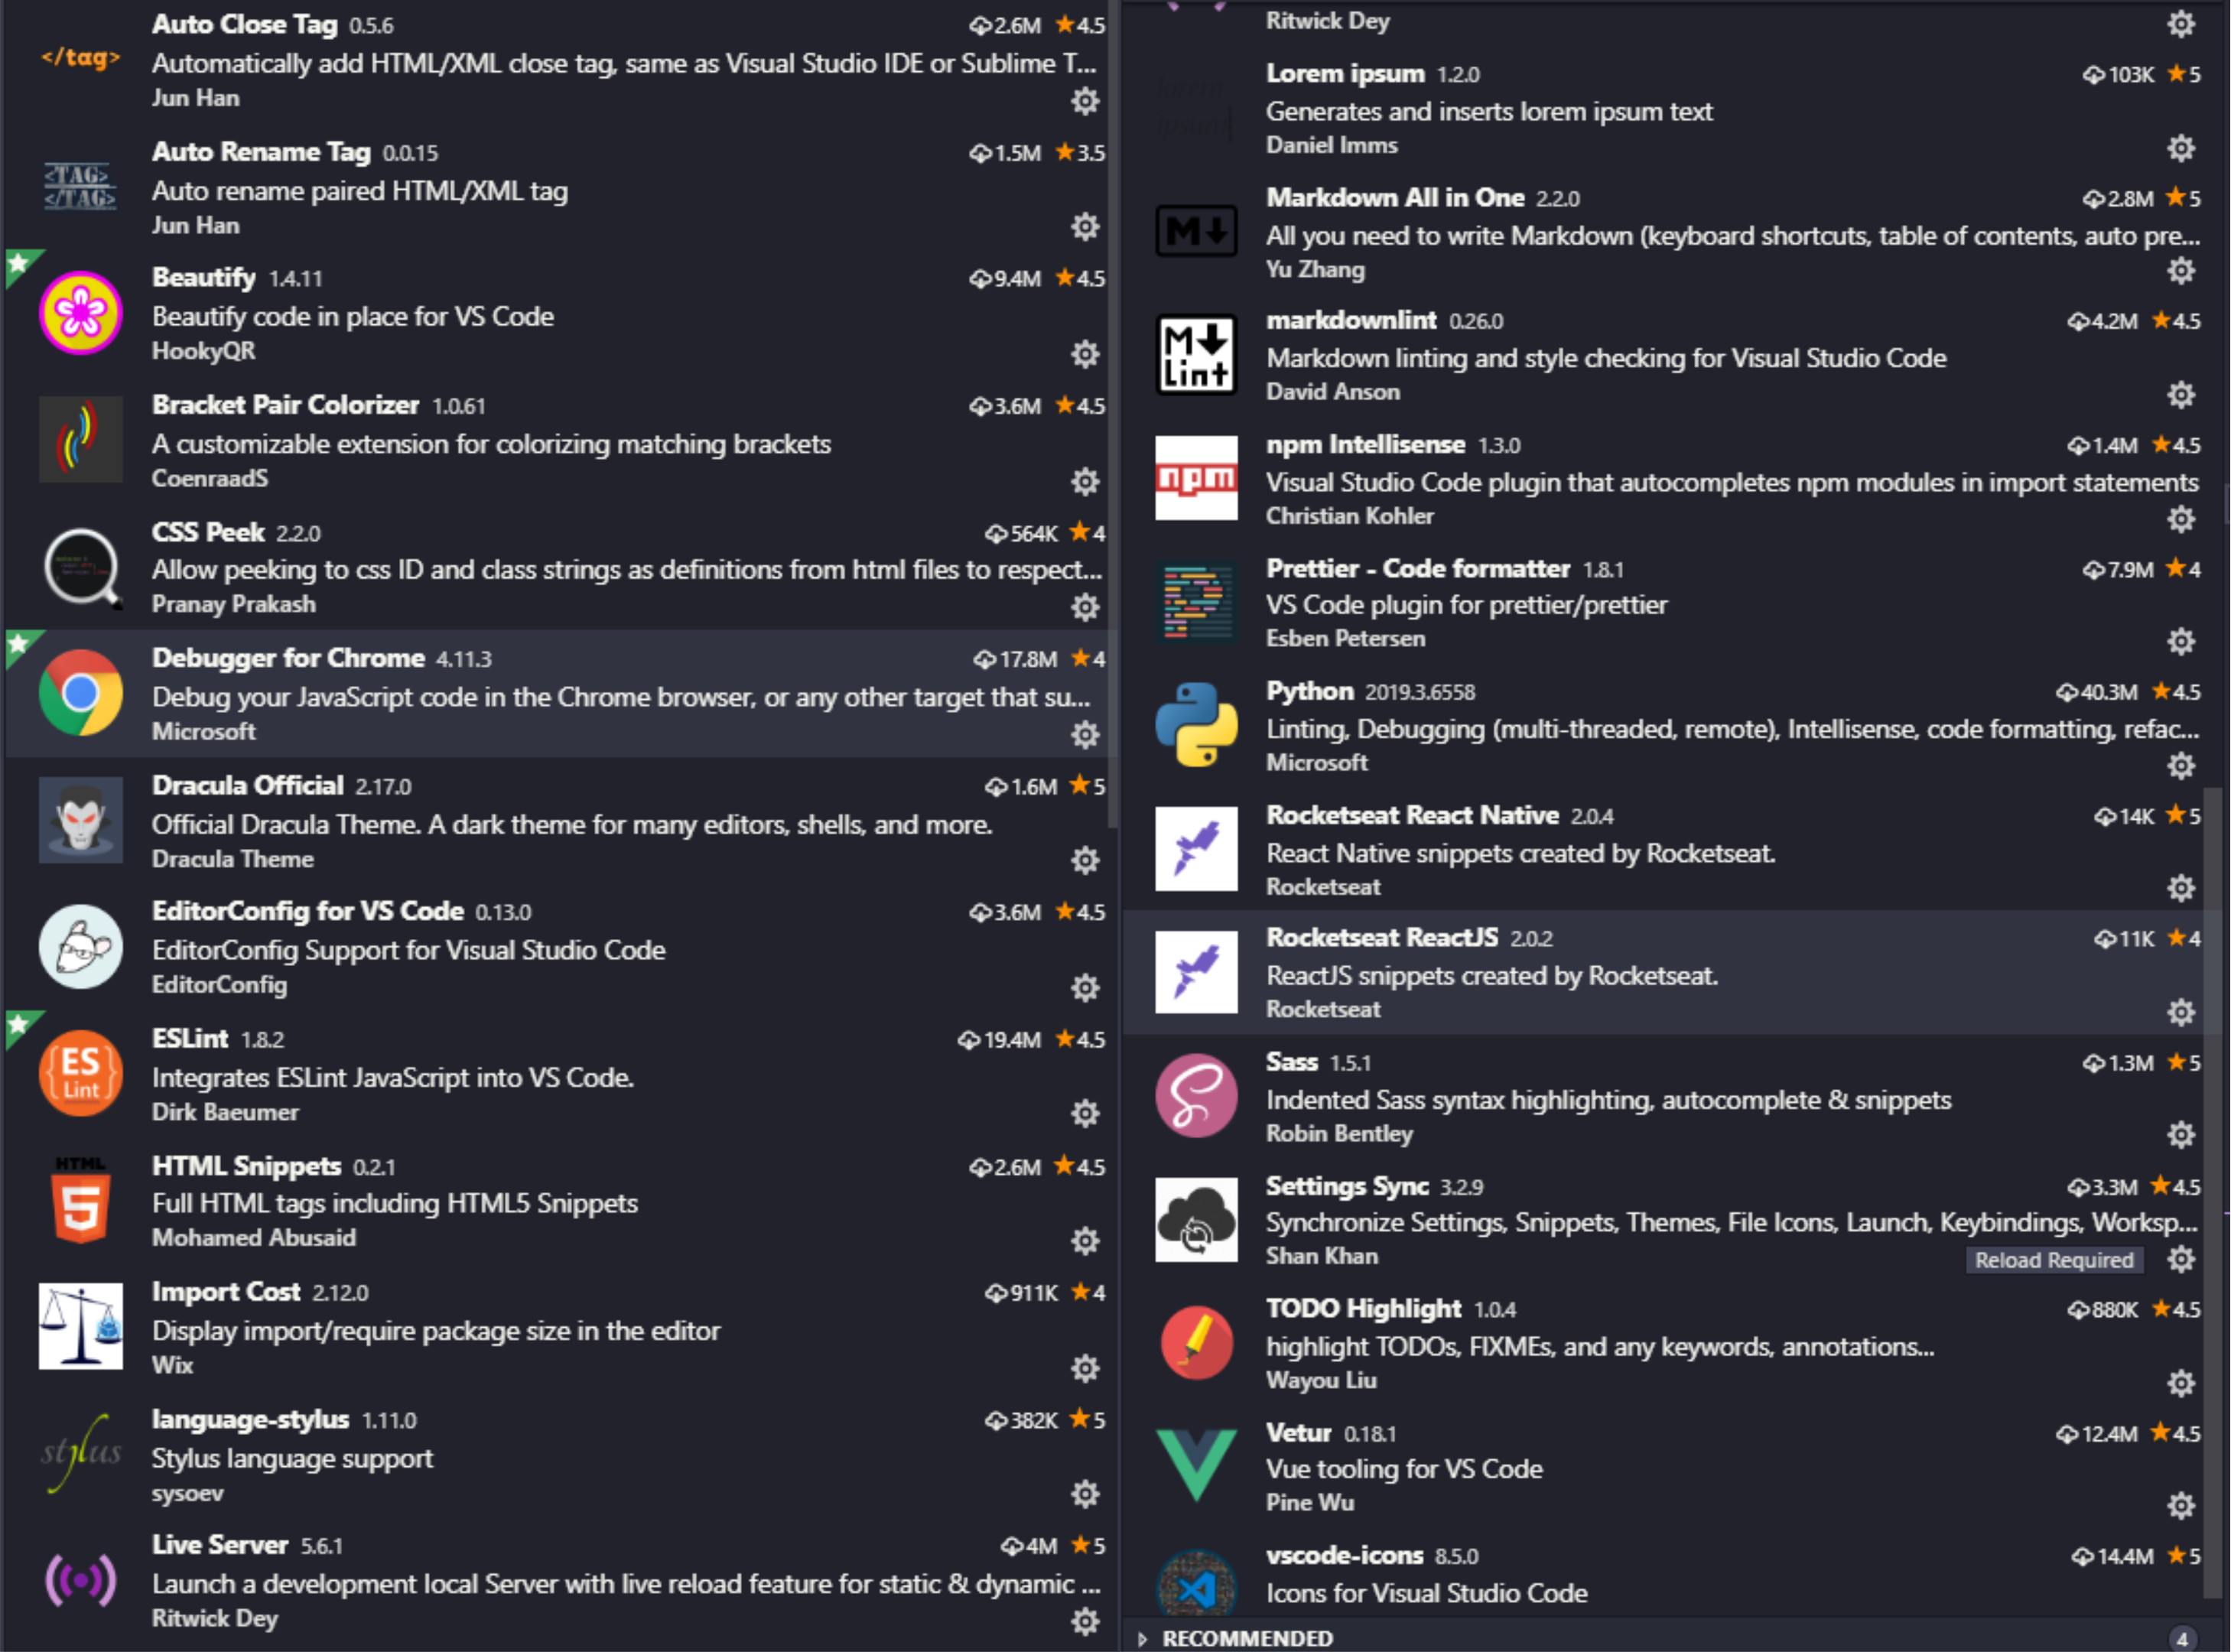 </tag>
Auto Close Tag 0.5.6 2.6M 4.5
Automatically add HTML/XML close tag, same as Visual Studio IDE or Sublime T...
Jun Han
<TAG>
</TAG>
Auto Rename Tag 0.0.15 1.5M 3.5
Auto rename paired HTML/XML tag
Jun Han
Beautify 1.4.11 9.4M 4.5
Beautify code in place for VS Code
HookyQR
Bracket Pair Colorizer 1.0.61 3.6M 4.5
A customizable extension for colorizing matching brackets
CoenraadS
CSS Peek 2.2.0 564K 4
Allow peeking to css ID and class strings as definitions from html files to respect...
Pranay Prakash
Debugger for Chrome 4.11.3 17.8M 4
Debug your JavaScript code in the Chrome browser, or any other target that su...
Microsoft
Dracula Official 2.17.0 1.6M 5
Official Dracula Theme. A dark theme for many editors, shells, and more.
Dracula Theme
EditorConfig for VS Code 0.13.0 3.6M 4.5
EditorConfig Support for Visual Studio Code
EditorConfig
ES
Lint
ESLint 1.8.2 19.4M 4.5
Integrates ESLint JavaScript into VS Code.
Dirk Baeumer
HTML
5
HTML Snippets 0.2.1 2.6M 4.5
Full HTML tags including HTML5 Snippets
Mohamed Abusaid
Import Cost 2.12.0 911K 4
Display import/require package size in the editor
Wix
stylus
language-stylus 1.11.0 382K 5
Stylus language support
sysoev
Live Server 5.6.1 4M 5
Launch a development local Server with live reload feature for static & dynamic ...
Ritwick Dey
Ritwick Dey
lorem
ipsum
Lorem ipsum 1.2.0 103K 5
Generates and inserts lorem ipsum text
Daniel Imms
M
Markdown All in One 2.2.0 2.8M 5
All you need to write Markdown (keyboard shortcuts, table of contents, auto pre...
Yu Zhang
M
Lint
markdownlint 0.26.0 4.2M 4.5
Markdown linting and style checking for Visual Studio Code
David Anson
npm
npm Intellisense 1.3.0 1.4M 4.5
Visual Studio Code plugin that autocompletes npm modules in import statements
Christian Kohler
Prettier - Code formatter 1.8.1 7.9M 4
VS Code plugin for prettier/prettier
Esben Petersen
Python 2019.3.6558 40.3M 4.5
Linting, Debugging (multi-threaded, remote), Intellisense, code formatting, refac...
Microsoft
Rocketseat React Native 2.0.4 14K 5
React Native snippets created by Rocketseat.
Rocketseat
Rocketseat ReactJS 2.0.2 11K 4
ReactJS snippets created by Rocketseat.
Rocketseat
Sass 1.5.1 1.3M 5
Indented Sass syntax highlighting, autocomplete & snippets
Robin Bentley
Settings Sync 3.2.9 3.3M 4.5
Synchronize Settings, Snippets, Themes, File Icons, Launch, Keybindings, Worksp...
Shan Khan Reload Required
TODO Highlight 1.0.4 880K 4.5
highlight TODOs, FIXMEs, and any keywords, annotations...
Wayou Liu
Vetur 0.18.1 12.4M 4.5
Vue tooling for VS Code
Pine Wu
vscode-icons 8.5.0 14.4M 5
Icons for Visual Studio Code
RECOMMENDED 4